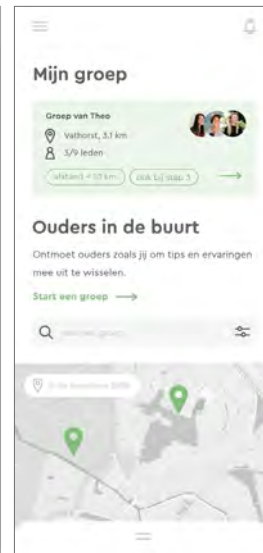 Mijn groep
Groep van Theo
Vathorst, 3,1 km
3/9 leden
afstand < 10 km
ook bij stap 3
Ouders in de buurt
Ontmoet ouders zoals jij om tips en ervaringen
mee uit te wisselen.
Start een groep